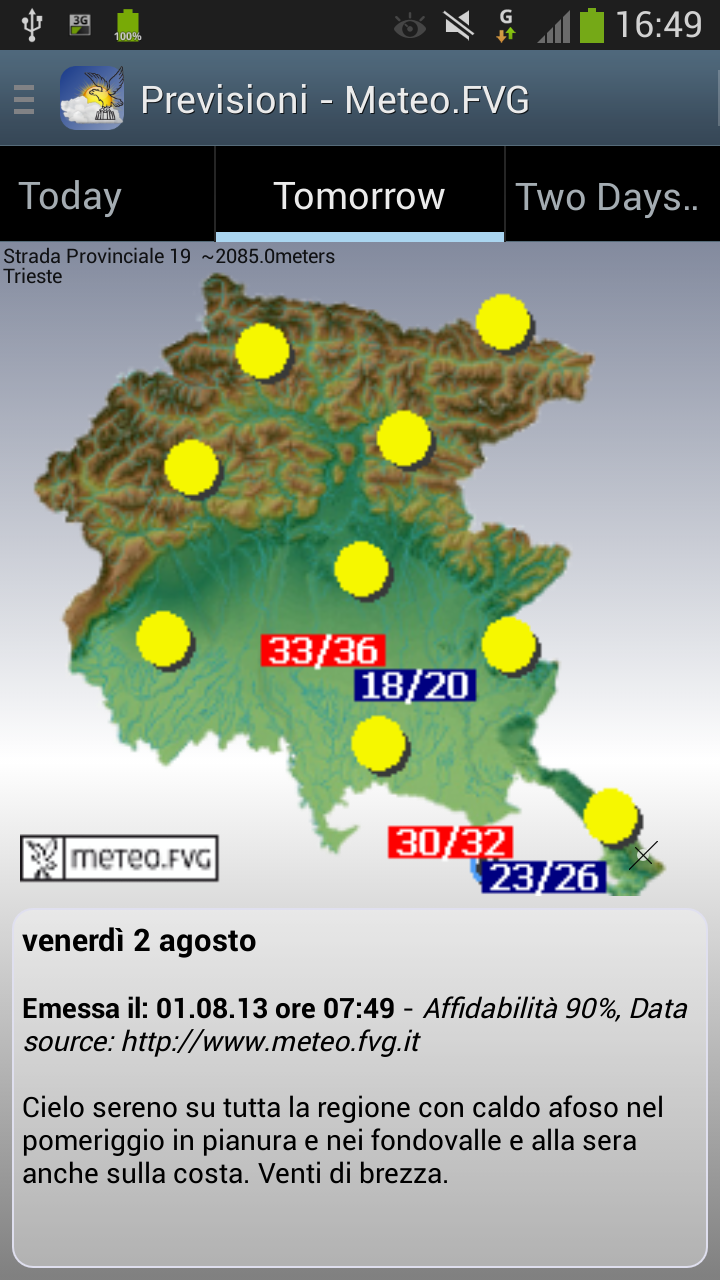 3G
100%
G
16:49
Previsioni - Meteo.FVG
Today
Tomorrow
Two Days..
Strada Provinciale 19 ~2085.0meters
Trieste
33/36
18/20
30/32
23/26
meteo.fvg
venerdì 2 agosto
Emessa il: 01.08.13 ore 07:49 - Affidabilità 90%, Data
source: http://www.meteo.fvg.it
Cielo sereno su tutta la regione con caldo afoso nel
pomeriggio in pianura e nei fondovalle e alla sera
anche sulla costa. Venti di brezza.